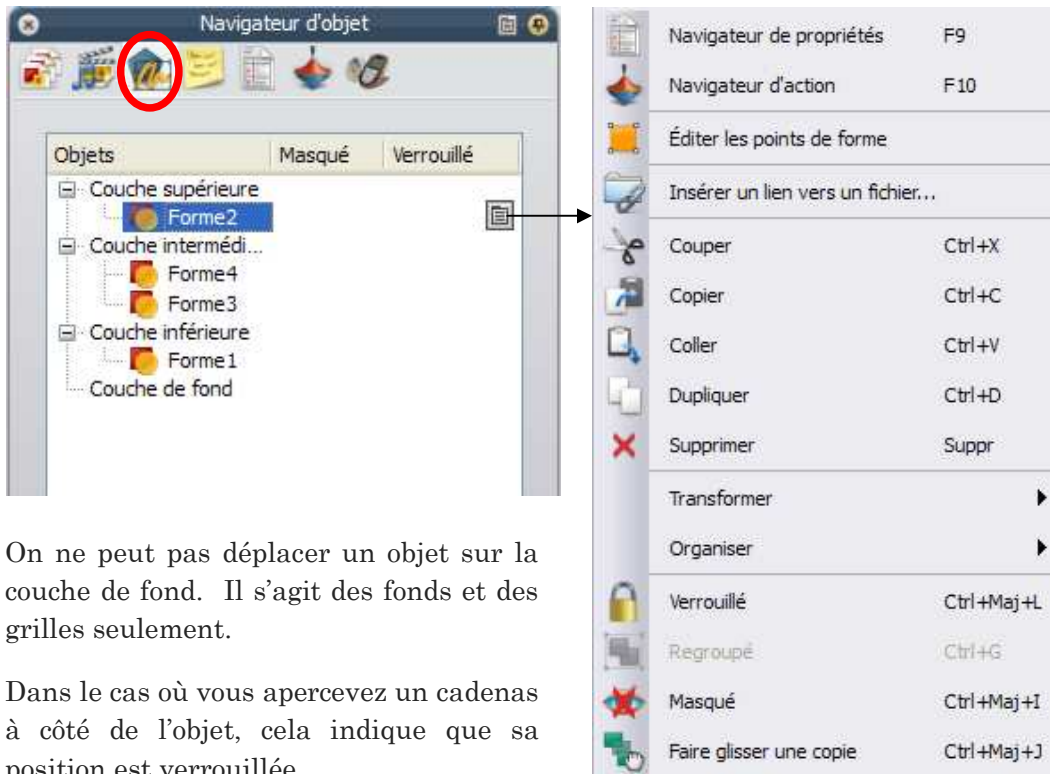 Navigateur d'objet
Objets Masqué Verrouillé
Couche supérieure
Forme2
Couche intermédi...
Forme4
Forme3
Couche inférieure
Forme1
Couche de fond
On ne peut pas déplacer un objet sur la
couche de fond. Il s'agit des fonds et des
grilles seulement.
Dans le cas où vous apercevez un cadenas
à côté de l'objet, cela indique que sa
position est verrouillée
Navigateur de propriétés F9
Navigateur d'action F10
Éditer les points de forme
Insérer un lien vers un fichier...
Couper Ctrl+X
Copier Ctrl+C
Coller Ctrl+V
Dupliquer Ctrl+D
Supprimer Suppr
Transformer
Organiser
Verrouillé Ctrl+Maj+L
Regroupé Ctrl+G
Masqué Ctrl+Maj+I
Faire glisser une copie Ctrl+Maj+J